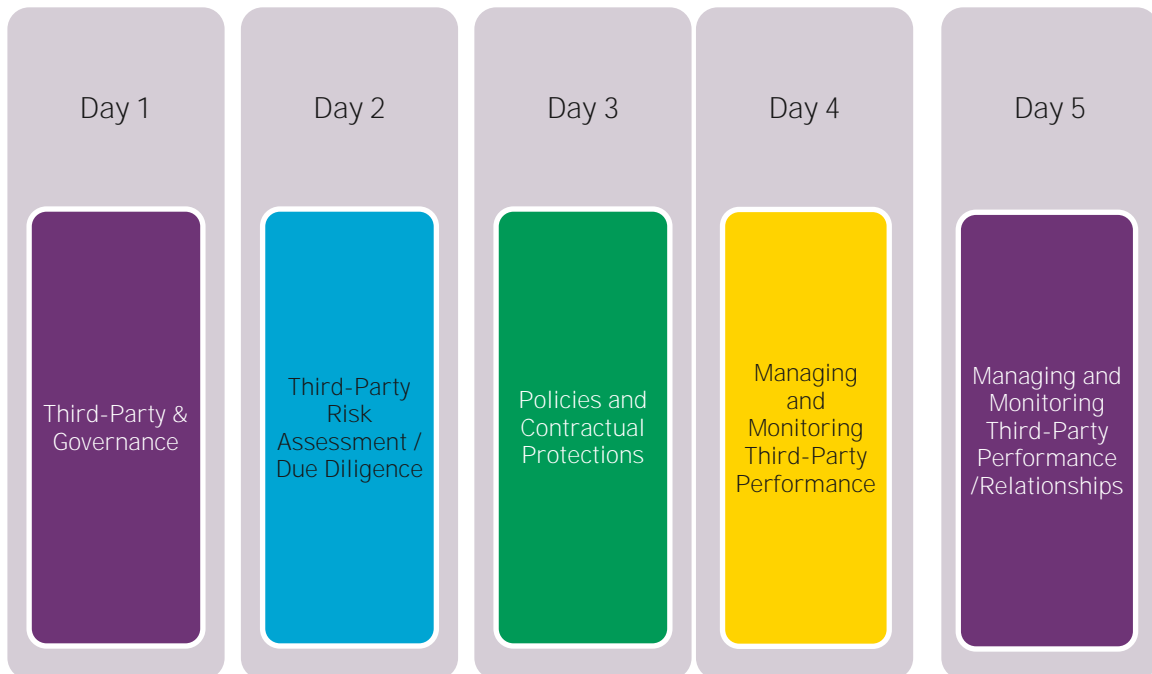 Day 1
Day 2
Day 3
Day 4
Day 5
Third-Party &
Governance
Third-Party
Risk
Assessment /
Due Diligence
Policies and
Contractual
Protections
Managing
and
Monitoring
Third-Party
Performance
Managing and
Monitoring
Third-Party
Performance
/Relationships